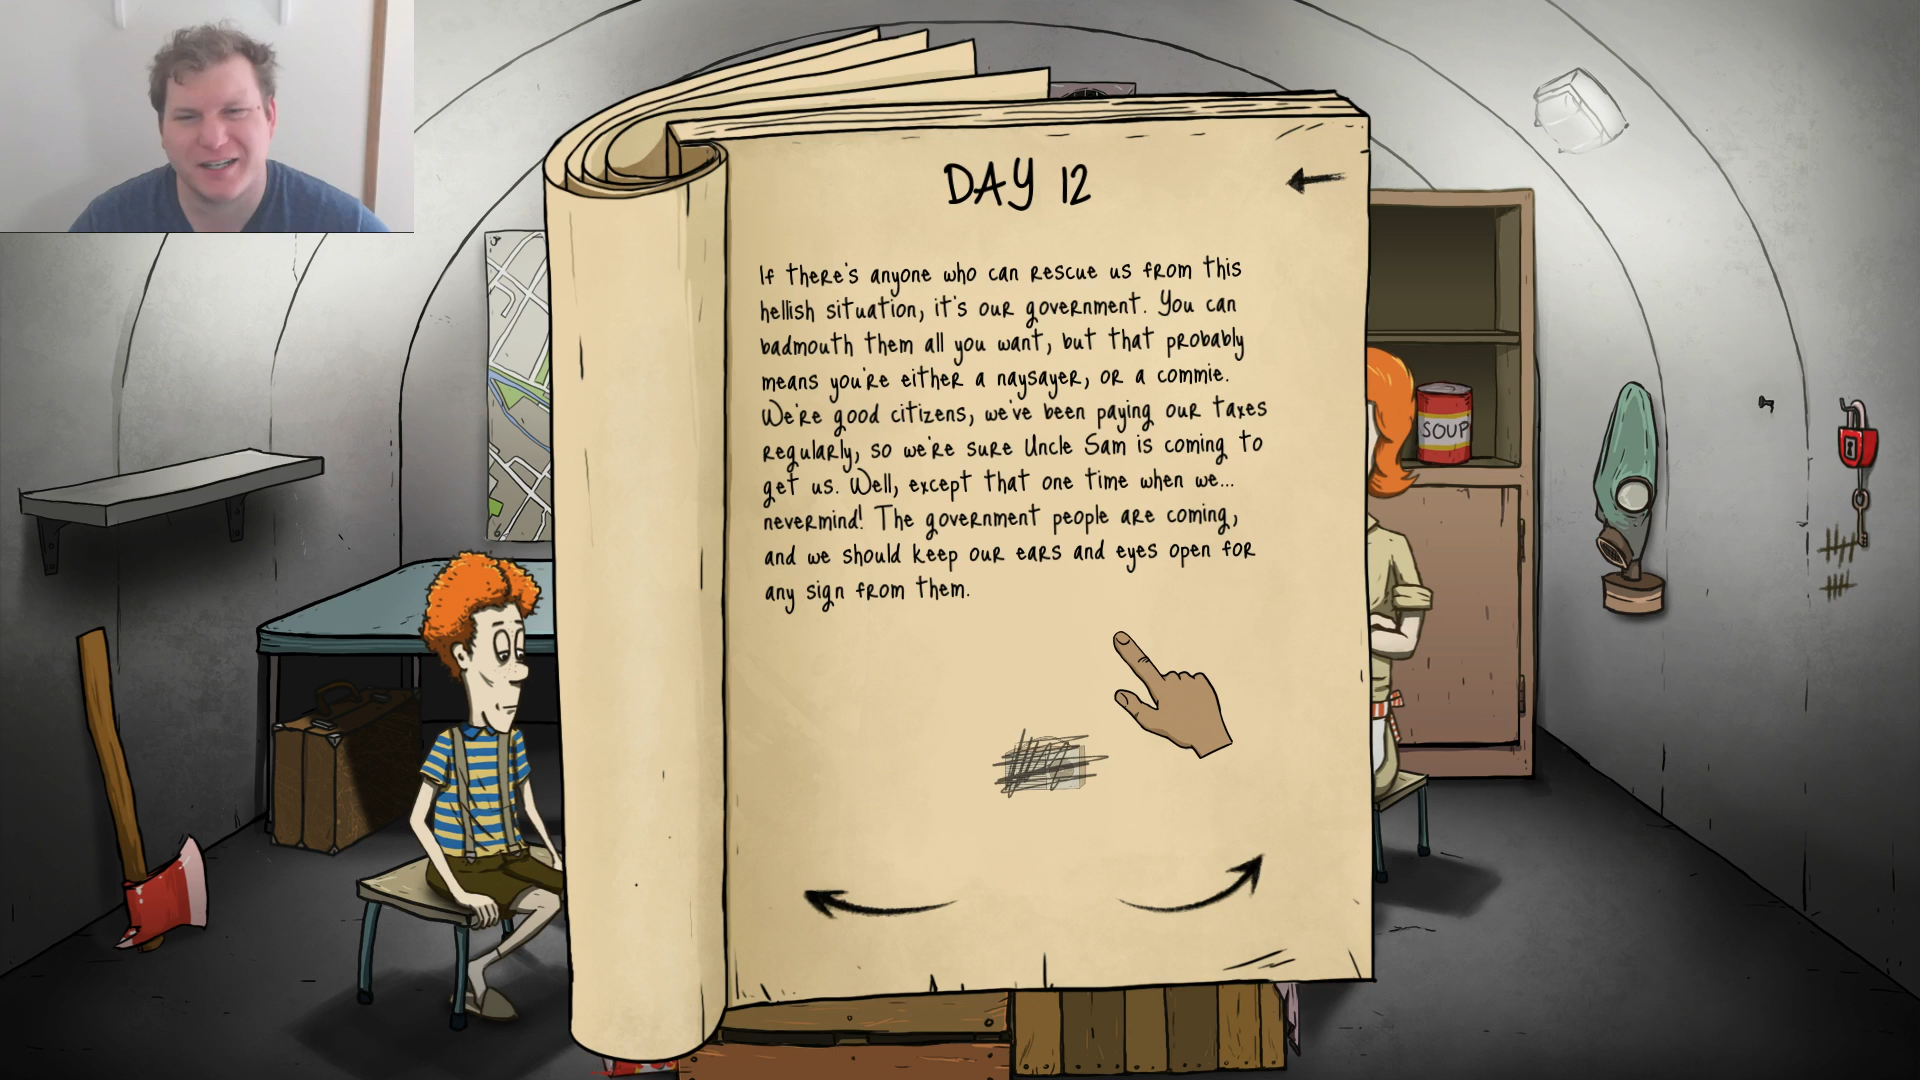 DAY 12
If there's anyone who can rescue us from this
hellish situation, it's our government. You can
badmouth them all you want, but that probably
means you're either a naysayer, or a commie.
We're good citizens, we've been paying our taxes
regularly, so we're sure Uncle Sam is coming to
get us. Well, except that one time when we...
nevermind! The government people are coming,
and we should keep our ears and eyes open for
any sign from them.
SOUP